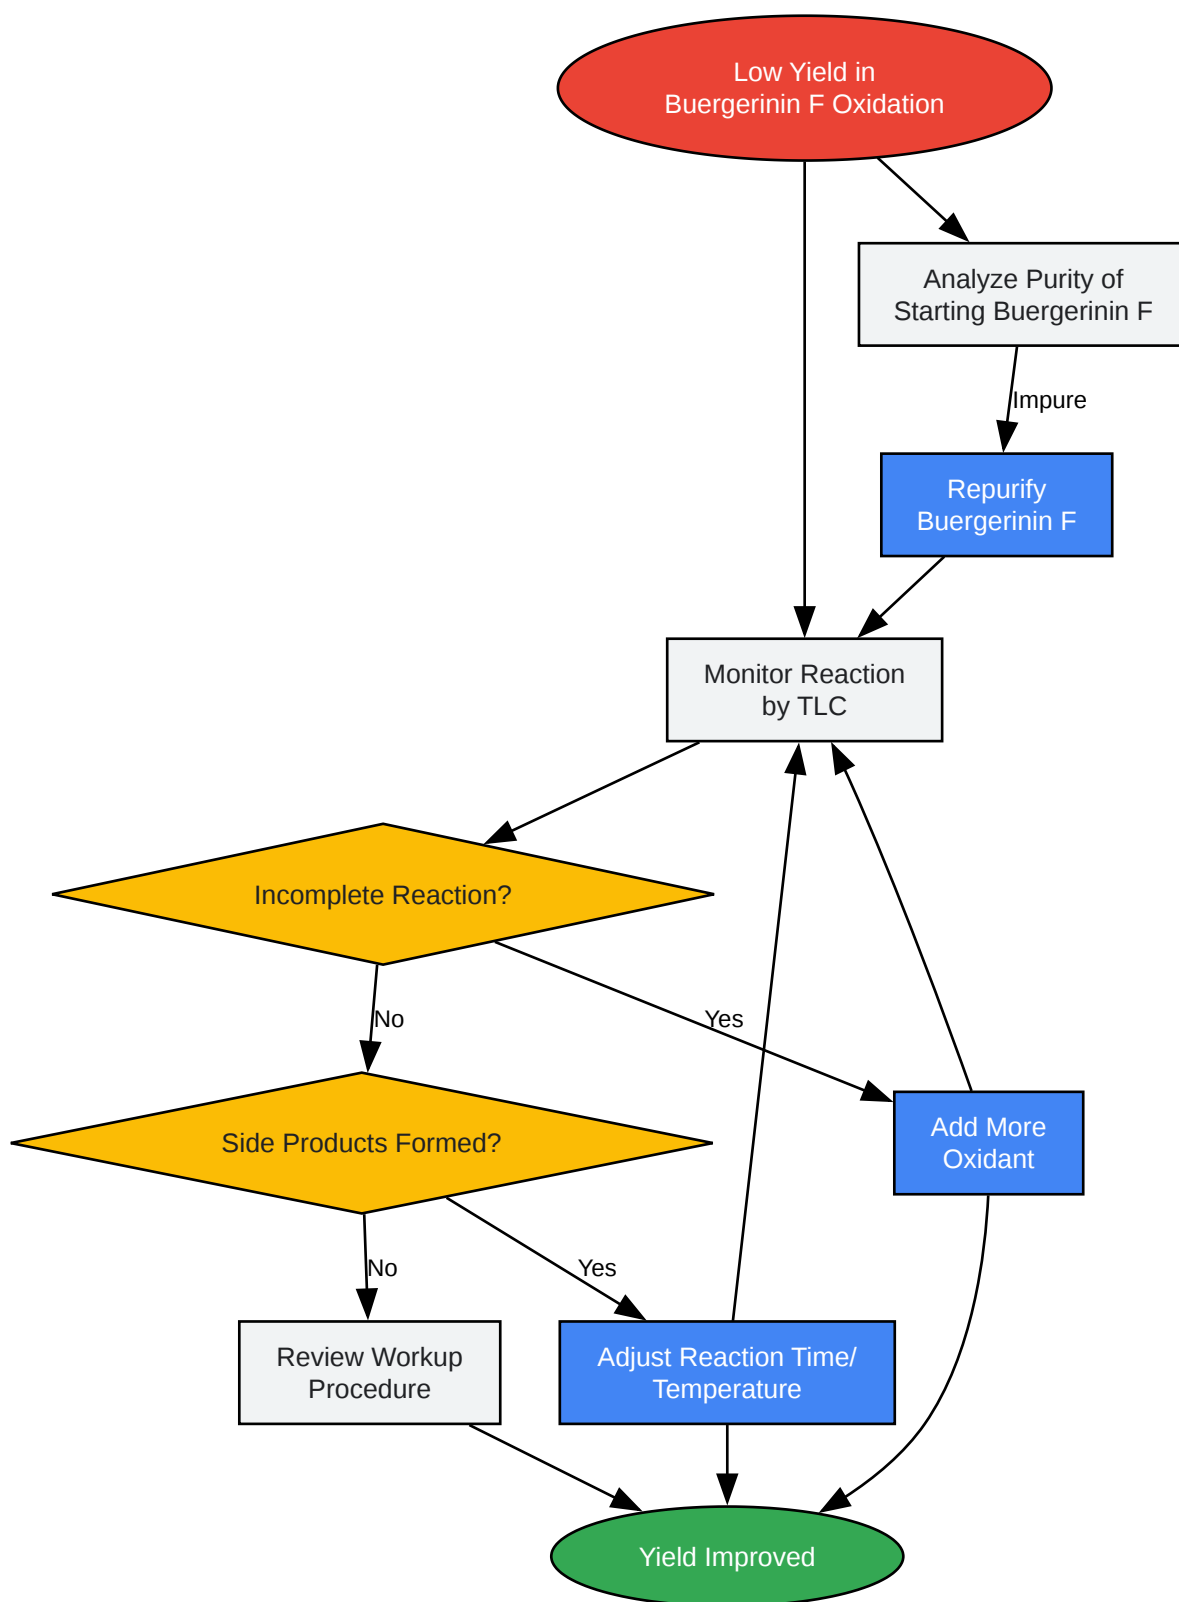 Low Yield in
Buergerinin F Oxidation
Analyze Purity of
Starting Buergerinin F
Impure
Repurify
Buergerinin F
Monitor Reaction
by TLC
Incomplete Reaction?
No
Yes
Side Products Formed?
Add More
Oxidant
No
Yes
Review Workup
Procedure
Adjust Reaction Time/
Temperature
Yield Improved